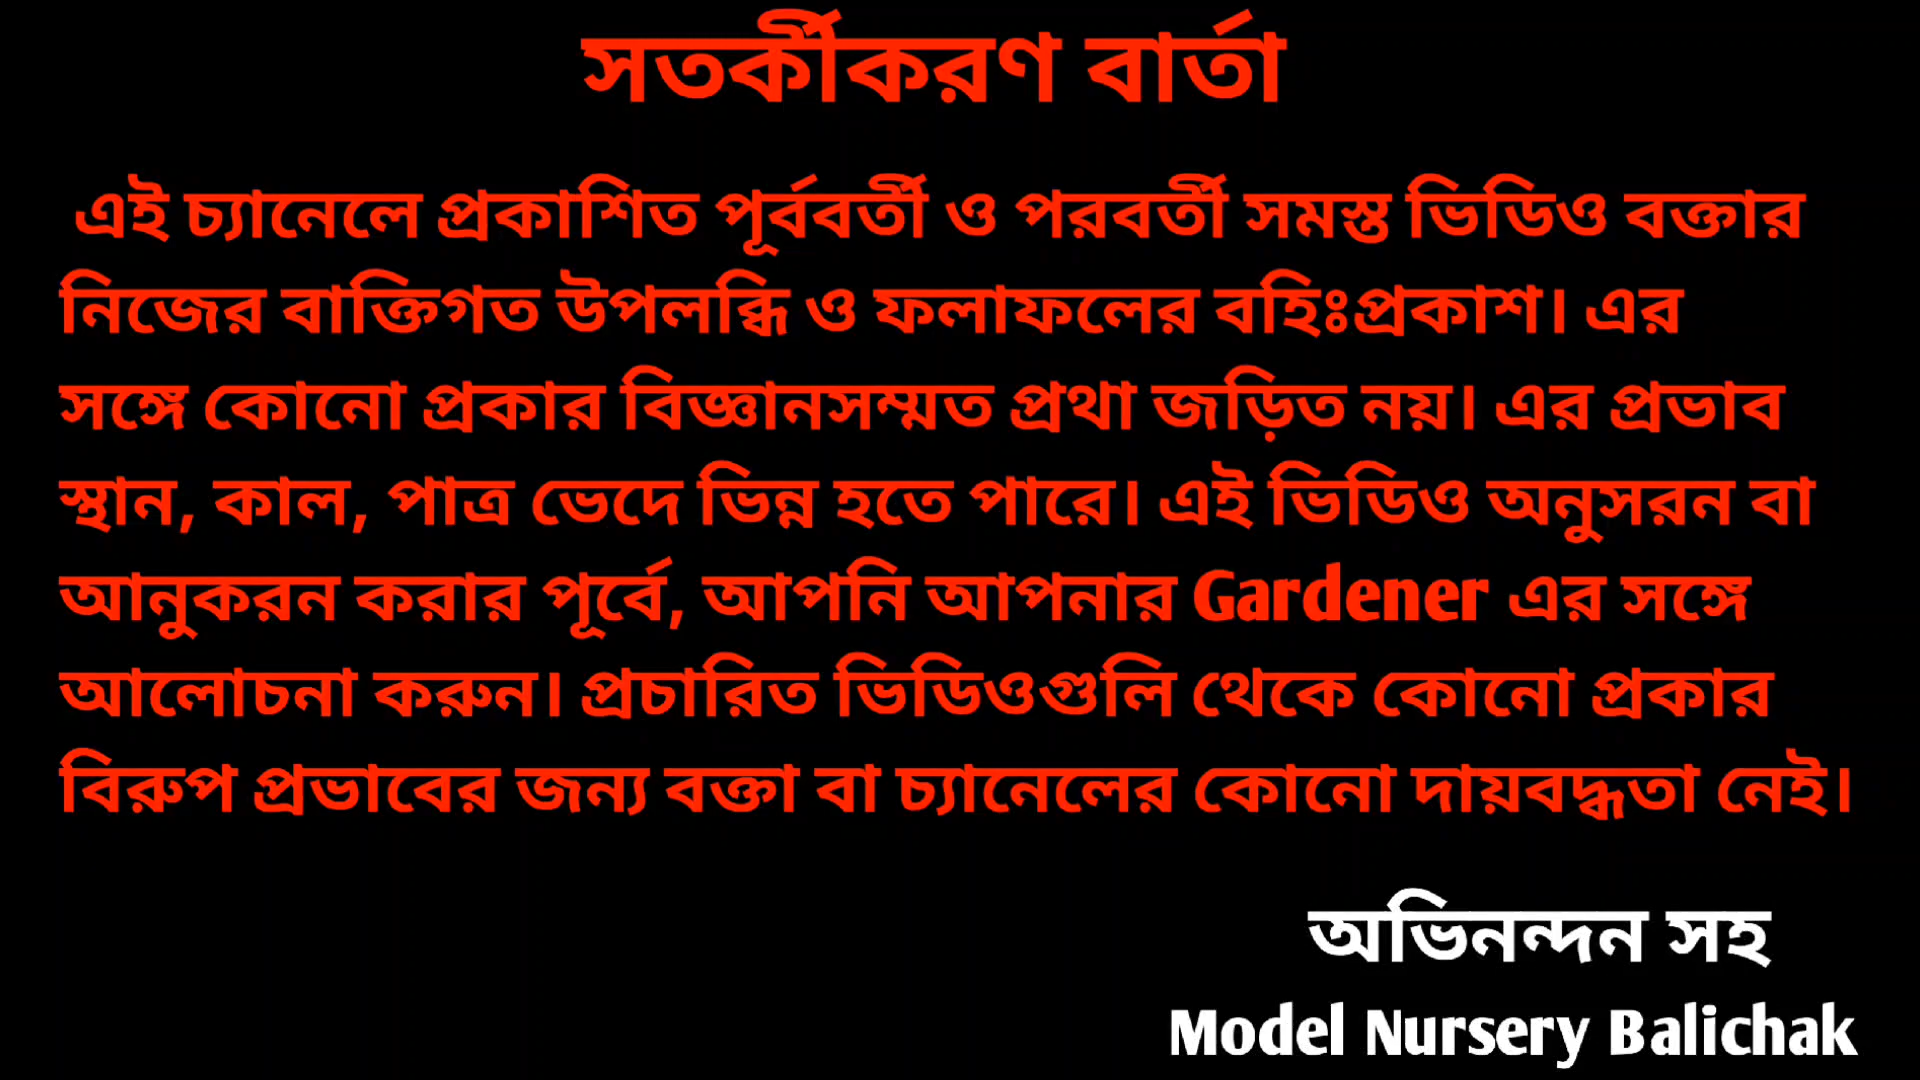 সতর্কীকরণ বার্তা
এই চ্যানেলে প্রকাশিত পূর্ববর্তী ও পরবর্তী সমস্ত ভিডিও বক্তার
নিজের বাক্তিগত উপলব্ধি ও ফলাফলের বহিঃপ্রকাশ। এর
সঙ্গে কোনো প্রকার বিজ্ঞানসম্মত প্রথা জড়িত নয়। এর প্রভাব
স্থান, কাল, পাত্র ভেদে ভিন্ন হতে পারে। এই ভিডিও অনুসরন বা
আনুকরন করার পূর্বে, আপনি আপনার Gardener এর সঙ্গে
আলোচনা করুন। প্রচারিত ভিডিওগুলি থেকে কোনো প্রকার
বিরুপ প্রভাবের জন্য বক্তা বা চ্যানেলের কোনো দায়বদ্ধতা নেই।
অভিনন্দন সহ
Model Nursery Balichak